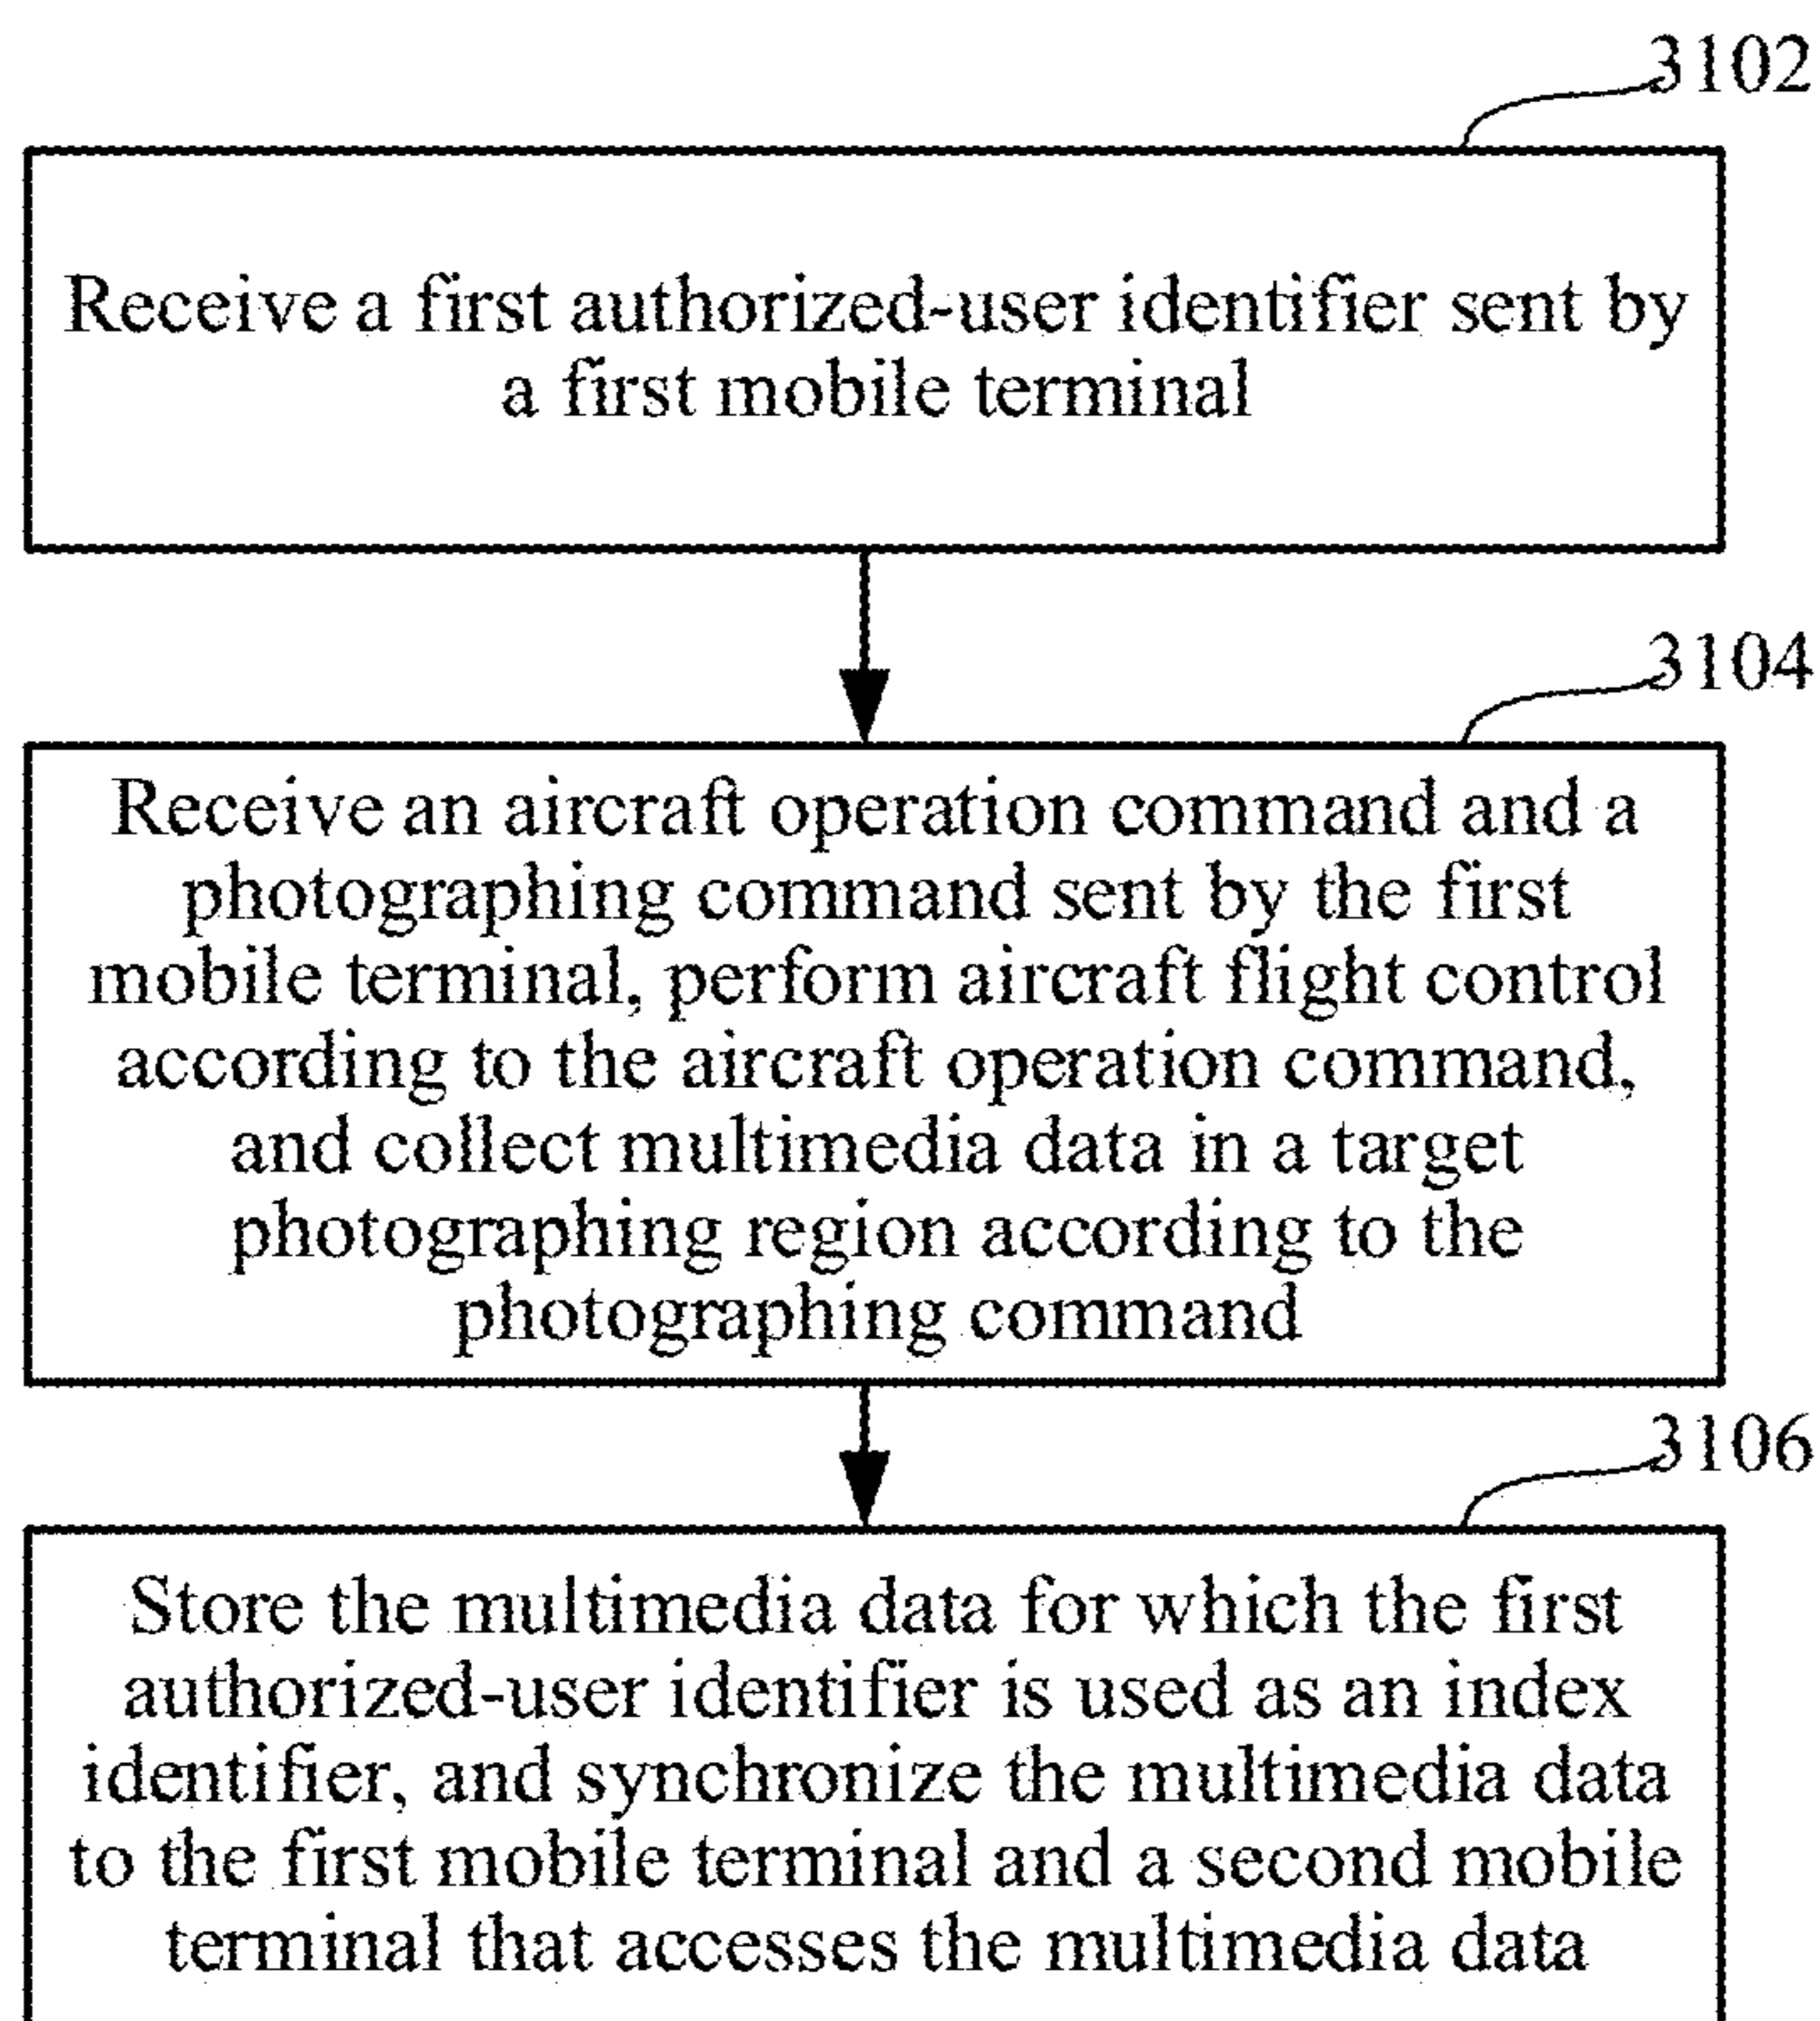 3102
Receive a first authorized-user identifier sent by
a first mobile terminal
3104
Receive an aircraft operation command and a
photographing command sent by the first
mobile terminal, perform aircraft flight control
according to the aircraft operation command,
and collect multimedia data in a target
photographing region according to the
photographing command
3106
Store the multimedia data for which the first
authorized-user identifier is used as an index
identifier, and synchronize the multimedia data
to the first mobile terminal and a second mobile
terminal that accesses the multimedia data